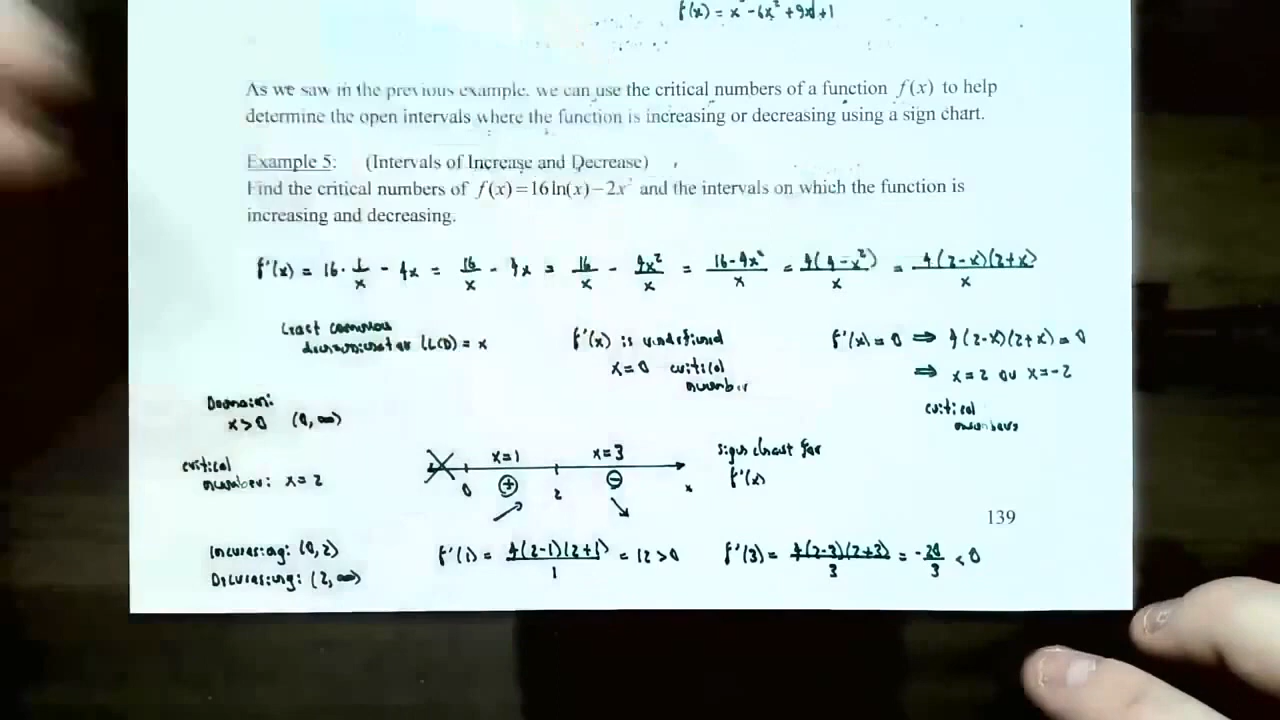 f(x) = x³ - 6x² + 9x + 1
As we saw in the previous example, we can use the critical numbers of a function f(x) to help
determine the open intervals where the function is increasing or decreasing using a sign chart.
Example 5: (Intervals of Increase and Decrease)
Find the critical numbers of f(x)=16ln(x)−2x² and the intervals on which the function is
increasing and decreasing.
f'(x) = 16·1/x - 4x = 16/x - 4x = 16/x - 4x²/x = (16-4x²)/x = 4(4-x²)/x = 4(2-x)(2+x)/x
Least common
denominator (LCD) = x
f'(x) is undefined
x=0 critical
number
f'(x)=0 ⟹ 4(2-x)(2+x)=0
⟹ x=2 or x=-2
critical
numbers
Domain:
x>0 (0,∞)
critical
number: x=2
x=1 x=3
0 2 x
+ −
sign chart for
f'(x)
139
Increasing: (0,2)
Decreasing: (2,∞)
f'(1) = 4(2-1)(2+1)/1 = 12>0
f'(3) = 4(2-3)(2+3)/3 = -20/3 <0